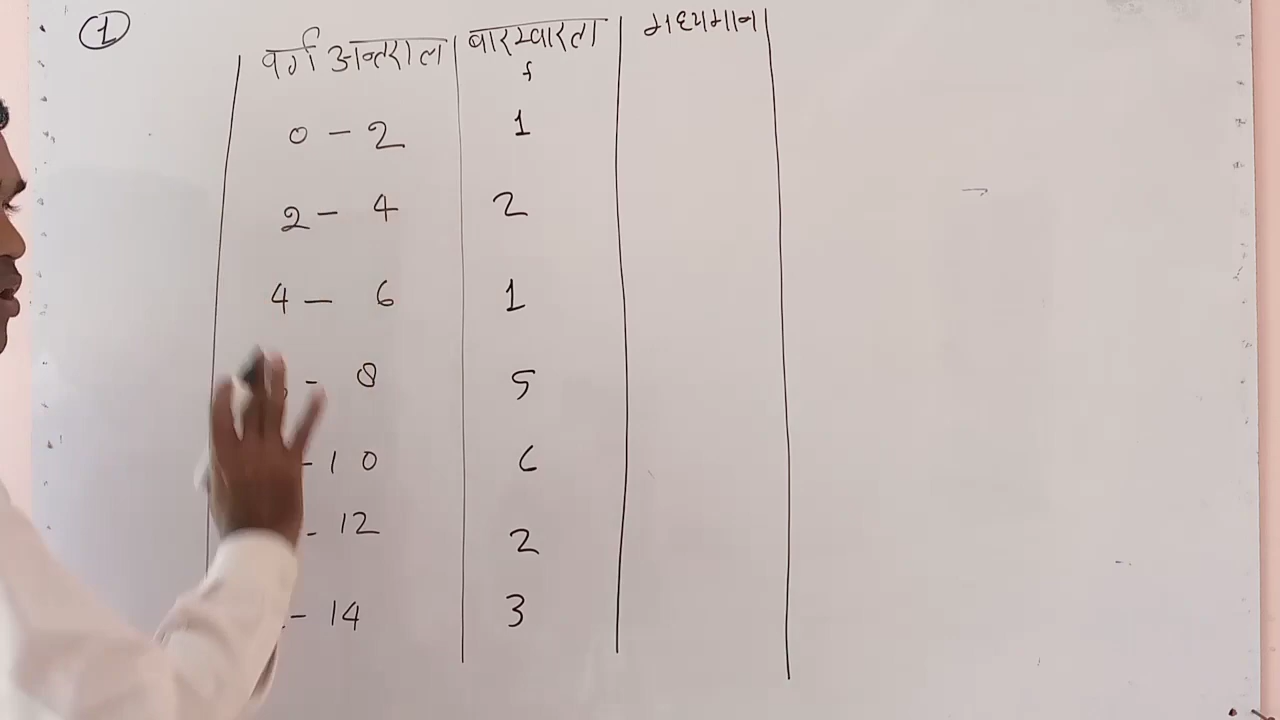 1
वर्ग अन्तराल बारम्वारता मध्यमान
f
0 - 2 1
2 - 4 2
4 - 6 1
- 8 5
-10 6
- 12 2
- 14 3